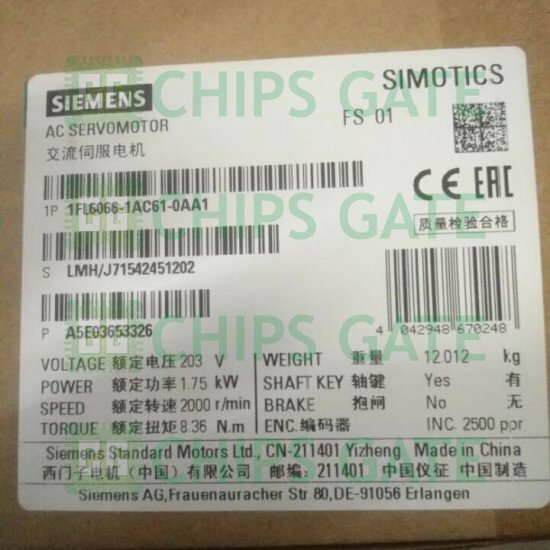 SIEMENS
SIMOTICS
AC SERVOMOTOR
FS 01
交流伺服电机
1P 1FL6066-1AC61-0AA1
CE EAC
质量检验合格
S LMH/J71542451202
P A5E03653326
4 042948 670248
VOLTAGE 额定电压 203 V
WEIGHT 重量 12.012 kg
POWER 额定功率 1.75 kW
SHAFT KEY 轴键 Yes 有
SPEED 额定转速 2000 r/min
BRAKE 抱闸 No 无
TORQUE 额定扭矩 8.36 N.m
ENC. 编码器 INC. 2500 ppr
Siemens Standard Motors Ltd., CN-211401 Yizheng Made in China
西门子电机（中国）有限公司 邮编: 211401 中国仪征 中国制造
Siemens AG,Frauenauracher Str 80,DE-91056 Erlangen
CHIPS GATE
CHIPS GATE
CHIPS GATE
CHIPS GATE
CHIPS GATE